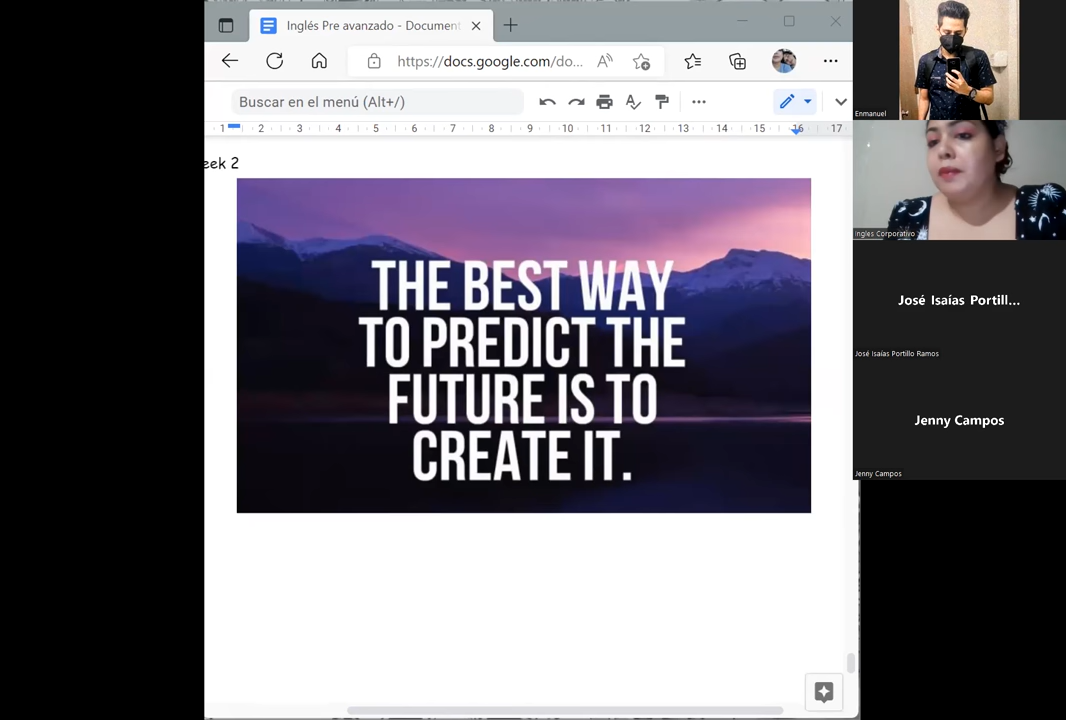 Inglés Pre avanzado - Document
https://docs.google.com/do...
Buscar en el menú (Alt+/)
1 2 3 4 5 6 7 8 9 10 11 12 13 14 15 16 17
eek 2
THE BEST WAY
TO PREDICT THE
FUTURE IS TO
CREATE IT.
Enmanuel
Ingles Corporativo
José Isaías Portill...
José Isaías Portillo Ramos
Jenny Campos
Jenny Campos